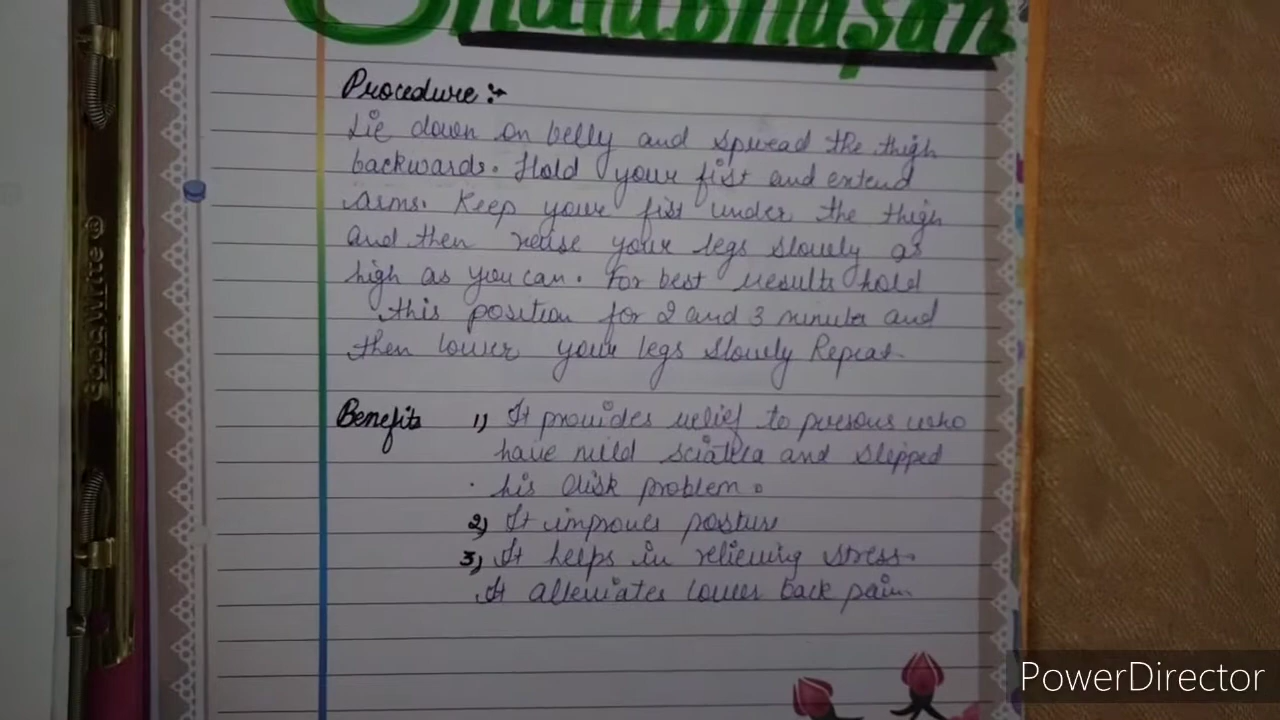 Shalabhasan
Procedure :-
Lie down on belly and spread the thigh
backwards. Hold your fist and extend
arms. Keep your fist under the thigh
and then reaise your legs slowly as
high as you can. For best results hold
this position for 2 and 3 minutes and
then lower your legs slowly Repeat.
Benefits 1) It provides relief to persons who
have mild sciatica and slipped
his disk problem.
2) It improves posture
3) It helps in relieving stress.
It alleviates lower back pain.
GoodWrite ®
PowerDirector